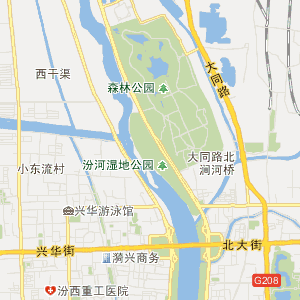 西干渠
森林公园
大同路
汾河湿地公园
大同路北
涧河桥
小东流村
兴华游泳馆
兴华街
北大街
漪兴商务
G208
汾西重工医院